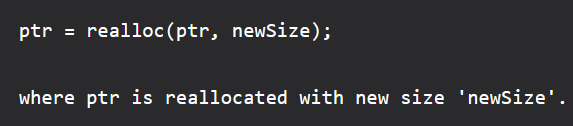 ptr = realloc(ptr, newSize);
where ptr is reallocated with new size 'newSize'.